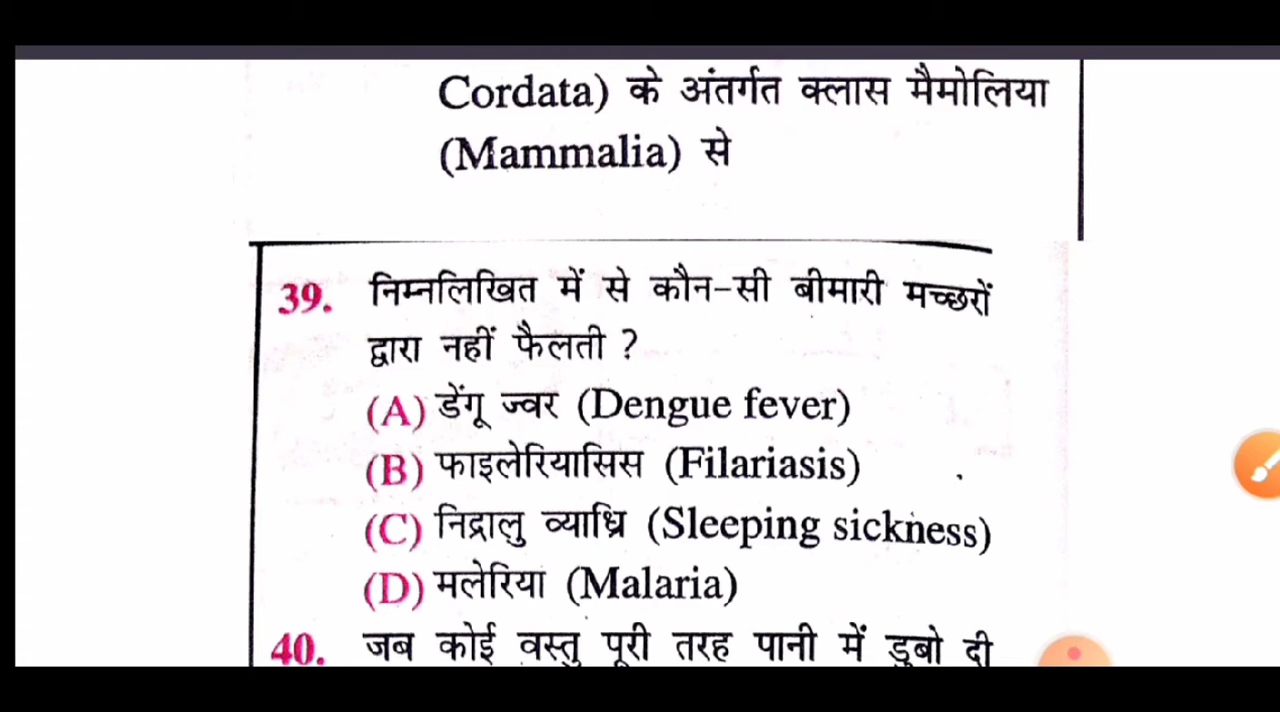 Cordata) के अंतर्गत क्लास मैमोलिया
(Mammalia) से
39. निम्नलिखित में से कौन-सी बीमारी मच्छरों
द्वारा नहीं फैलती ?
(A) डेंगू ज्वर (Dengue fever)
(B) फाइलेरियासिस (Filariasis)
(C) निद्रालु व्याध्रि (Sleeping sickness)
(D) मलेरिया (Malaria)
40. जब कोई वस्तु पूरी तरह पानी में डुबो दी